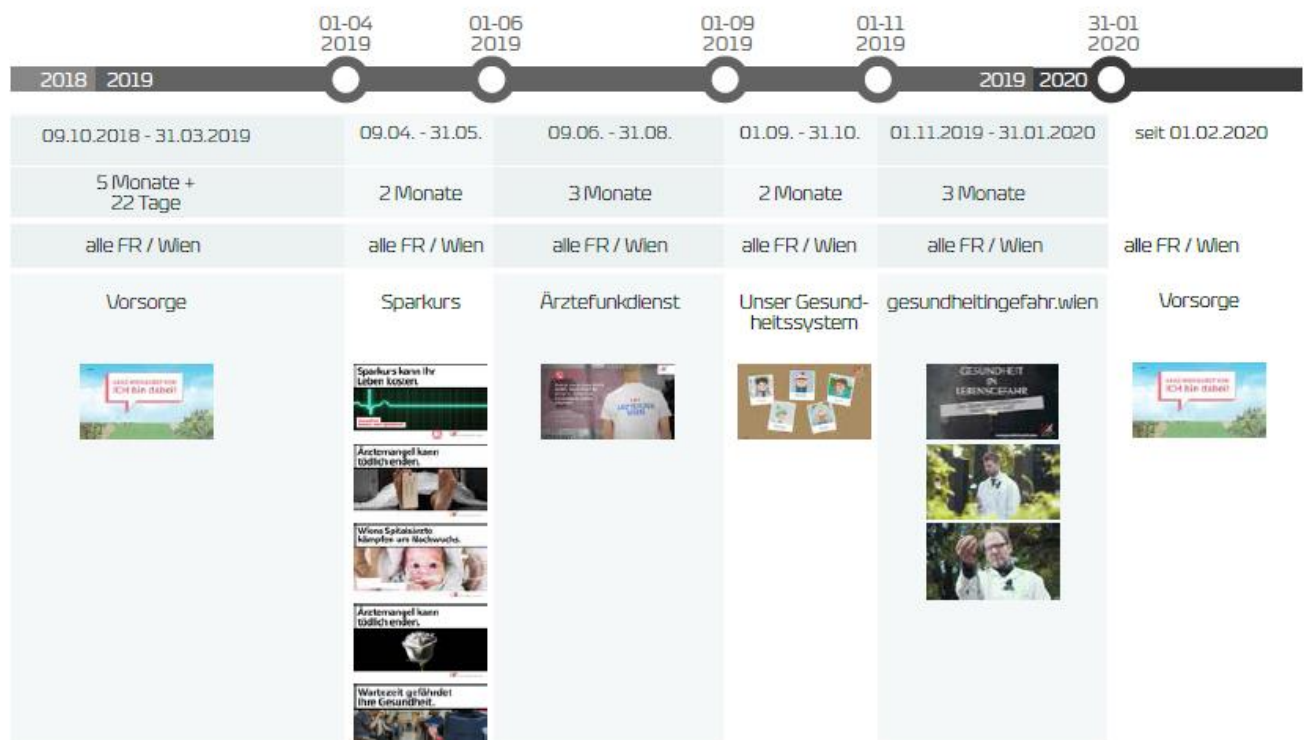 01-04
2019
01-06
2019
01-09
2019
01-11
2019
31-01
2020
2018 2019
2019 2020
09.10.2018 - 31.03.2019
09.04. - 31.05.
09.06. - 31.08.
01.09. - 31.10.
01.11.2019 - 31.01.2020
seit 01.02.2020
5 Monate +
22 Tage
2 Monate
3 Monate
2 Monate
3 Monate
alle FR / Wien
alle FR / Wien
alle FR / Wien
alle FR / Wien
alle FR / Wien
alle FR / Wien
Vorsorge
Sparkurs
Ärztefunkdienst
Unser Gesund-
heitssystem
gesundheitingefahr.wien
Vorsorge
ICH bin dabei!
Sparkurs kann Ihr
Leben kosten.
Ärztemangel kann
tödlich enden.
Wiens Spitalsärzte
kämpfen um Nachwuchs.
Ärztemangel kann
tödlich enden.
Wartezeit gefährdet
Ihre Gesundheit.
GESUNDHEIT
IN
LEBENSGEFAHR
ICH bin dabei!